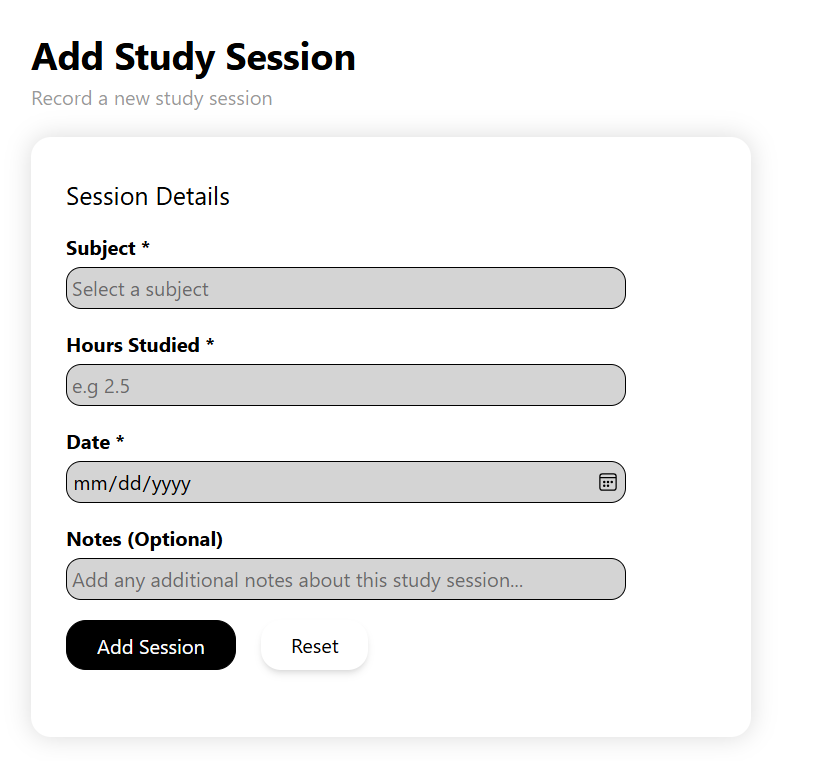 Add Study Session
Record a new study session
Session Details
Subject *
Select a subject
Hours Studied *
e.g 2.5
Date *
mm/dd/yyyy
Notes (Optional)
Add any additional notes about this study session...
Add Session
Reset